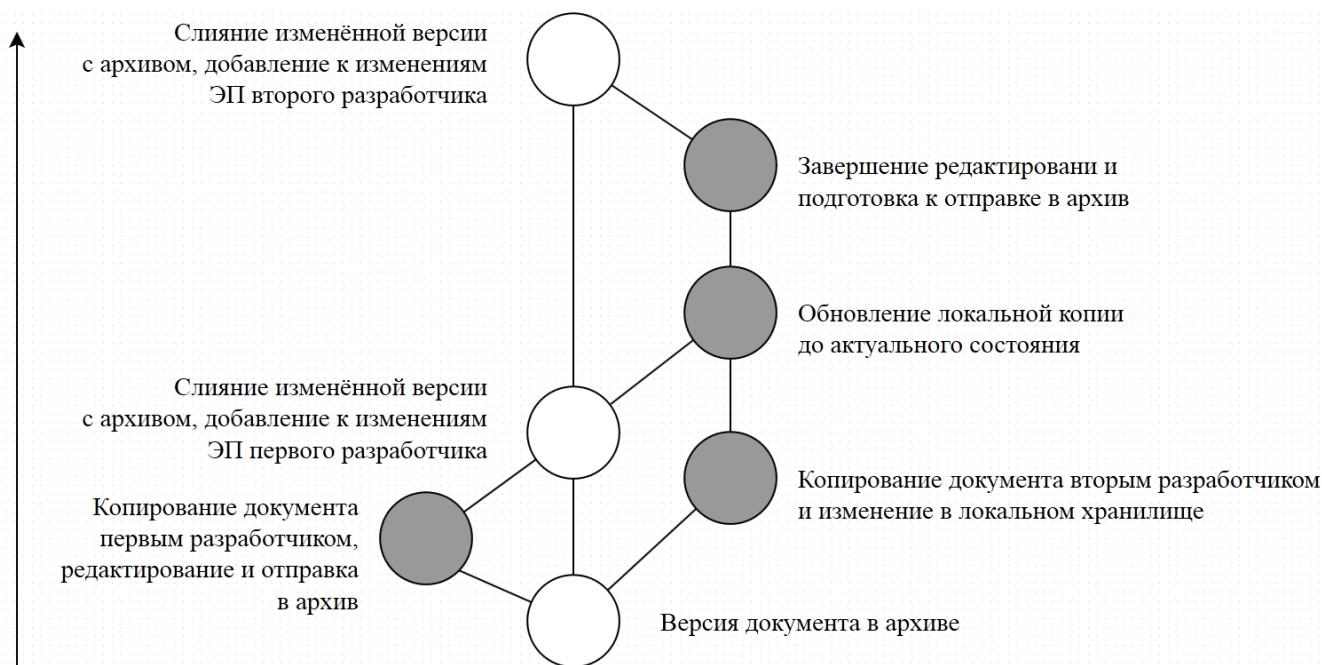 Слияние изменённой версии
с архивом, добавление к изменениям
ЭП второго разработчика
Завершение редактировани и
подготовка к отправке в архив
Обновление локальной копии
до актуального состояния
Слияние изменённой версии
с архивом, добавление к изменениям
ЭП первого разработчика
Копирование документа вторым разработчиком
и изменение в локальном хранилище
Копирование документа
первым разработчиком,
редактирование и отправка
в архив
Версия документа в архиве